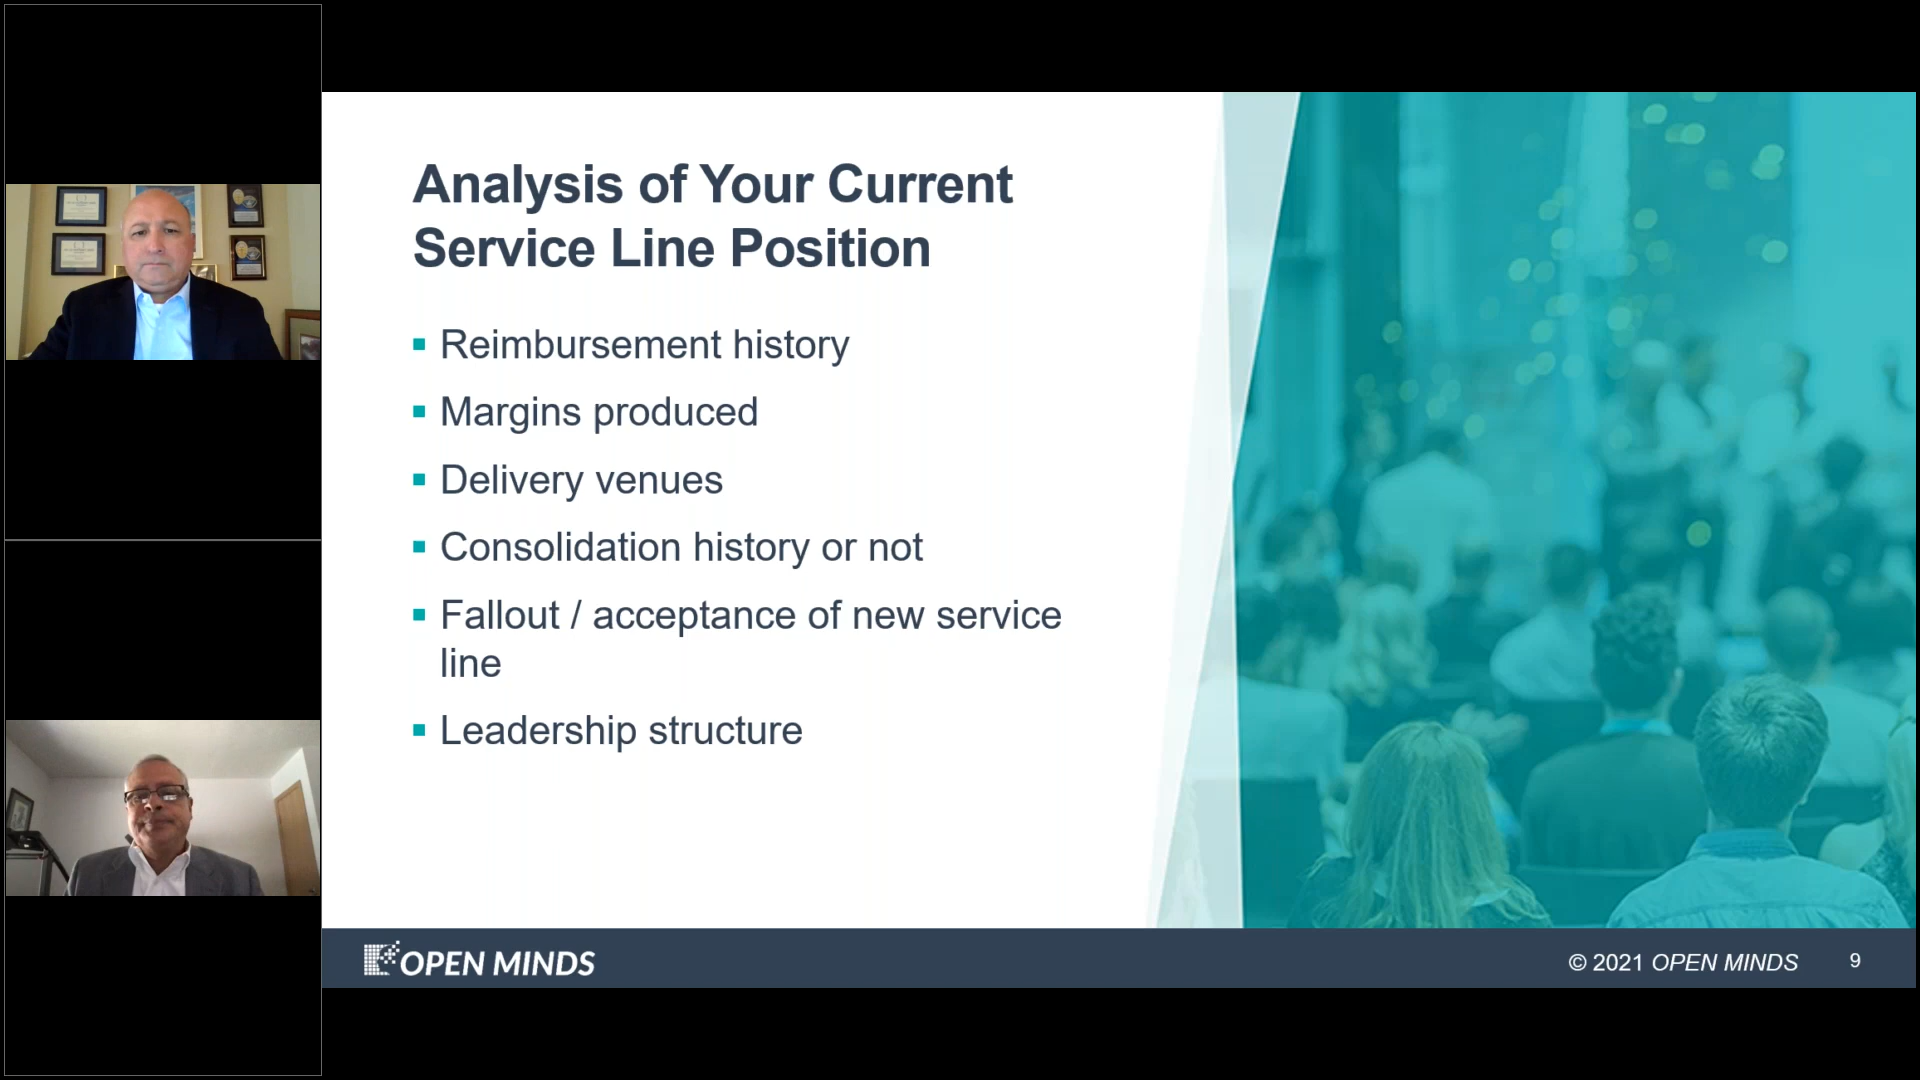 Analysis of Your Current
Service Line Position
Reimbursement history
Margins produced
Delivery venues
Consolidation history or not
Fallout / acceptance of new service
line
Leadership structure
OPEN MINDS
© 2021 OPEN MINDS 9